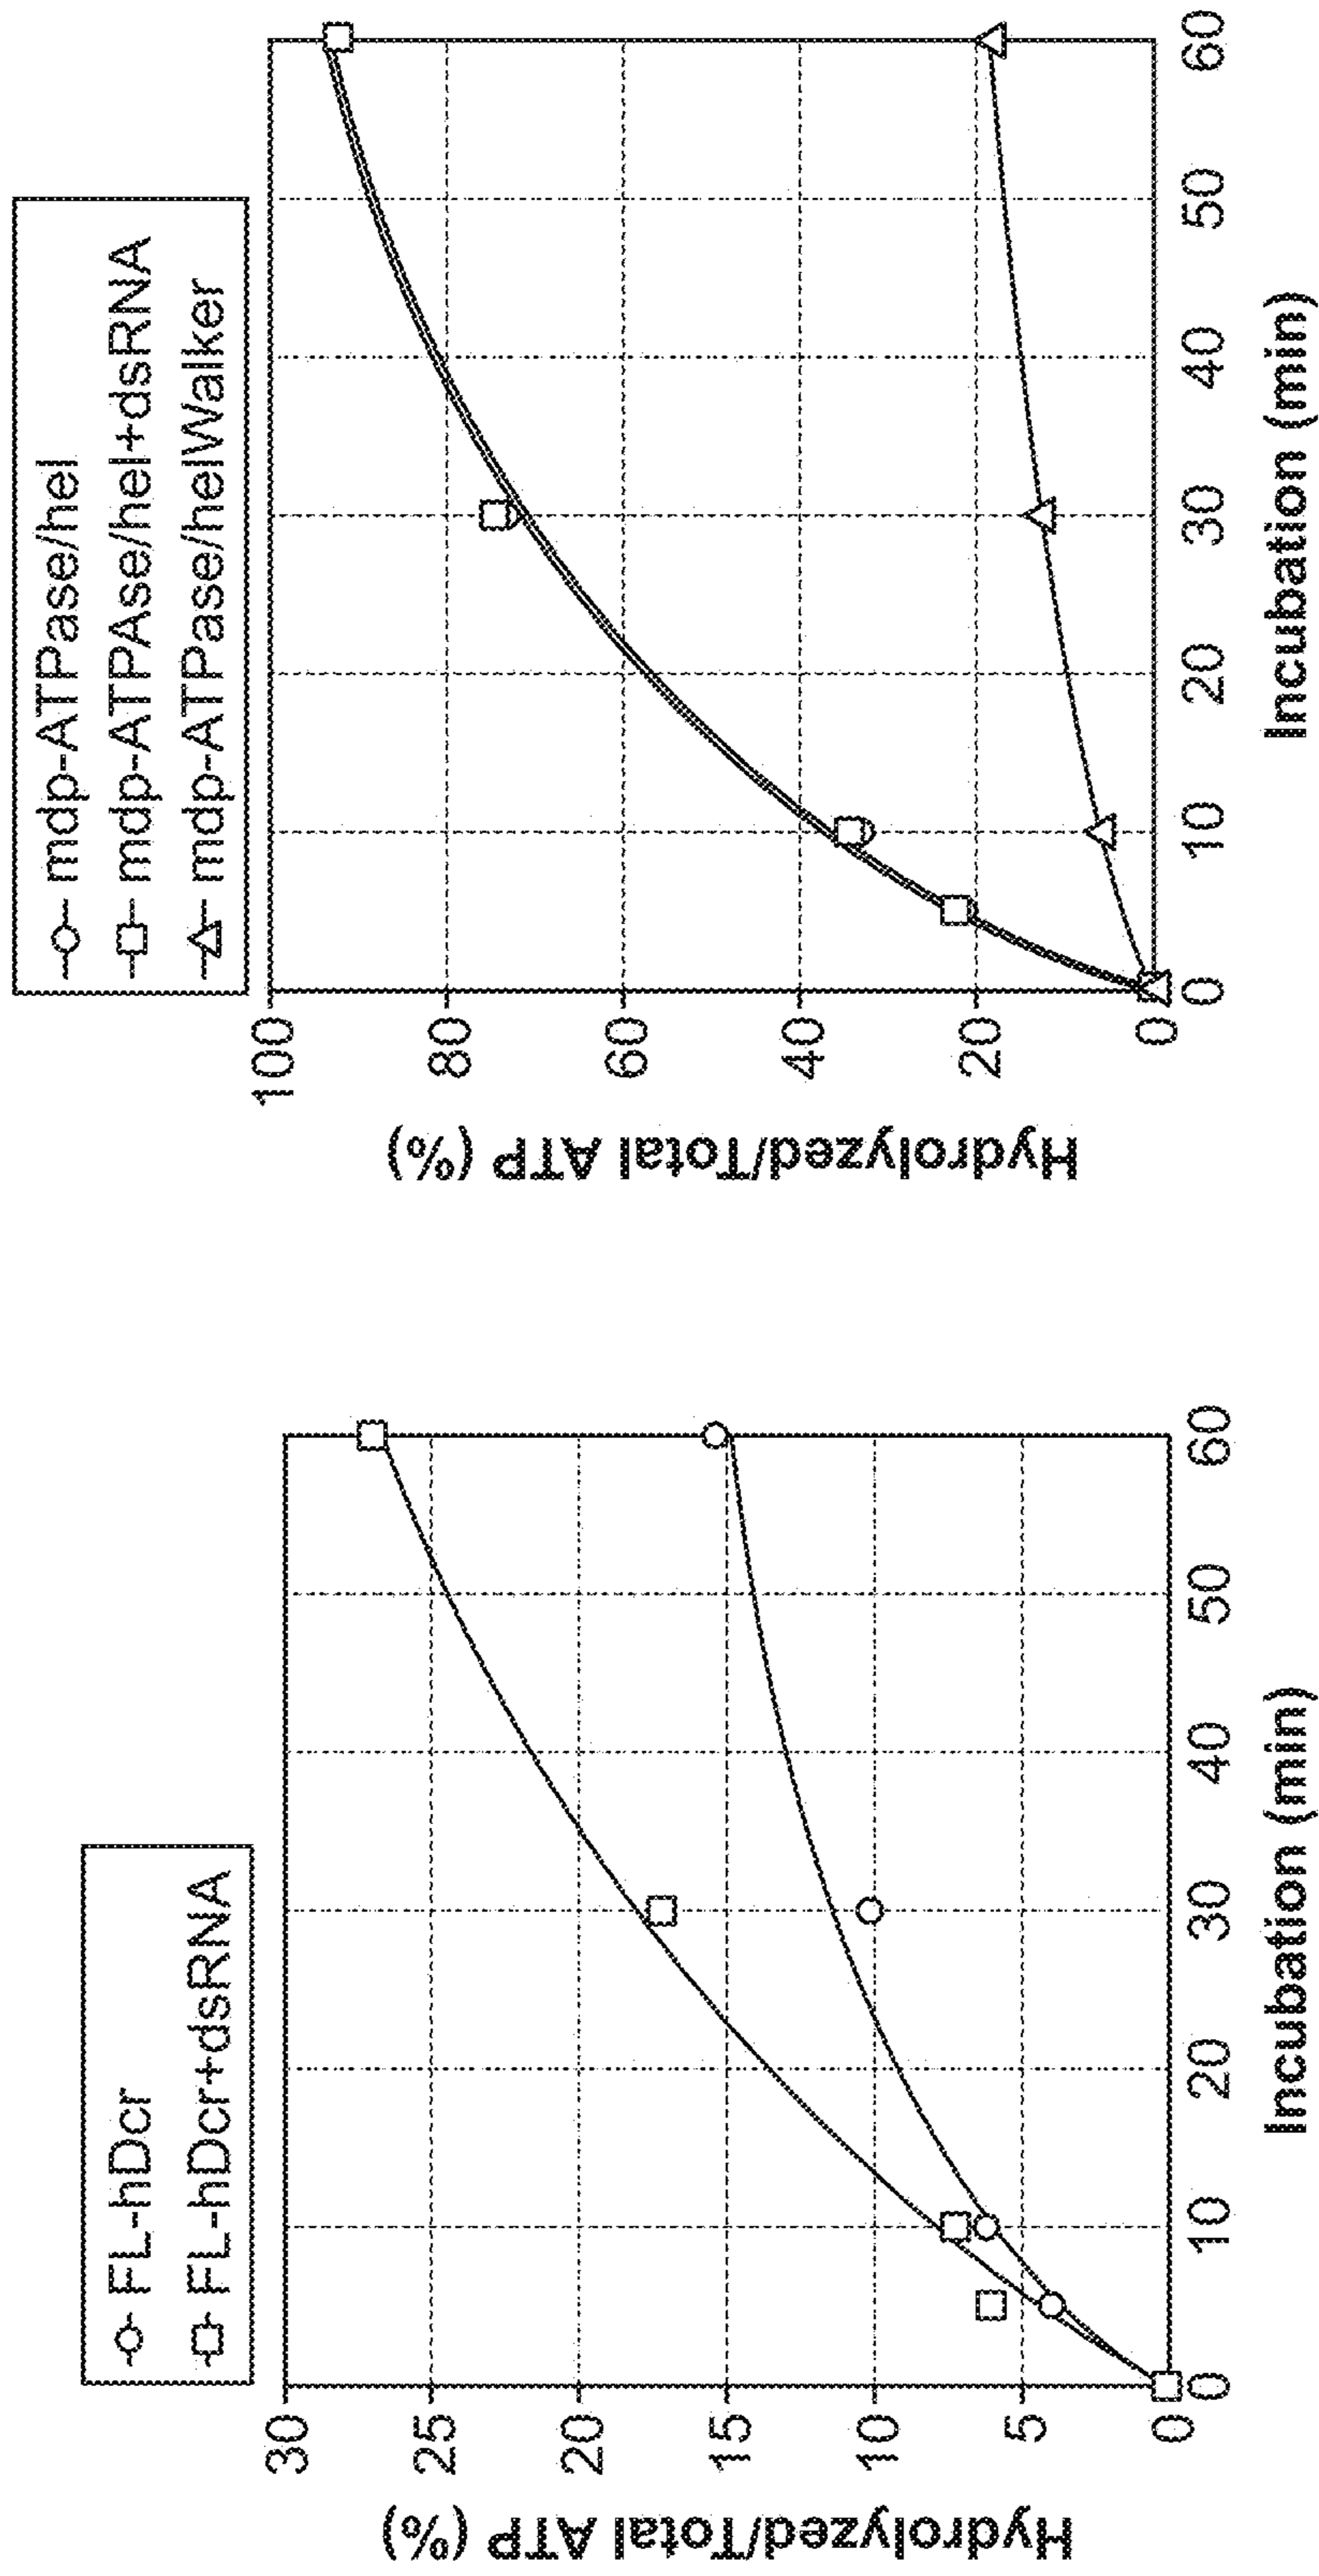 FL-hDcr
FL-hDcr+dsRNA
Hydrolyzed/Total ATP (%)
30
25
20
15
10
5
0
0 10 20 30 40 50 60
Incubation (min)
mdp-ATPase/hel
mdp-ATPAse/hel+dsRNA
mdp-ATPase/helWalker
Hydrolyzed/Total ATP (%)
100
80
60
40
20
0
0 10 20 30 40 50 60
Incubation (min)